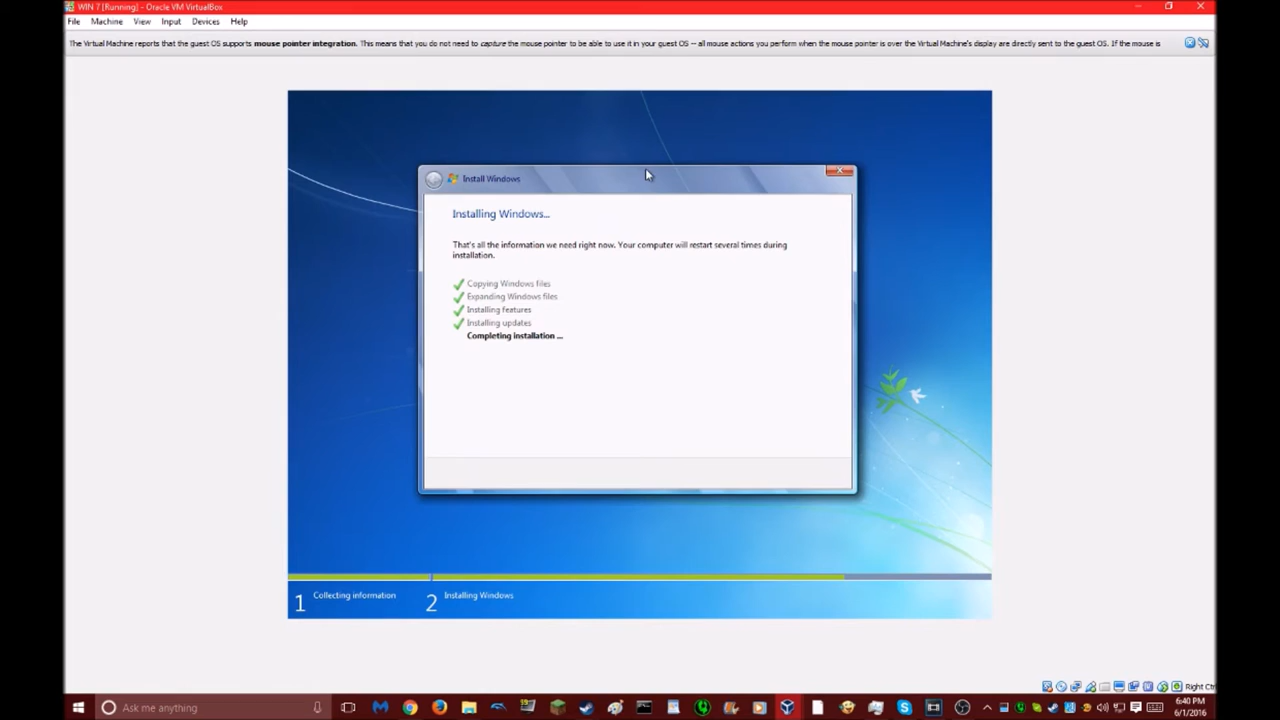 WIN 7 [Running] - Oracle VM VirtualBox
File Machine View Input Devices Help
The Virtual Machine reports that the guest OS supports mouse pointer integration. This means that you do not need to capture the mouse pointer to be able to use it in your guest OS -- all mouse actions you perform when the mouse pointer is over the Virtual Machine's display are directly sent to the guest OS. If the mouse is
Install Windows
Installing Windows...
That's all the information we need right now. Your computer will restart several times during
installation.
Copying Windows files
Expanding Windows files
Installing features
Installing updates
Completing installation ...
1 Collecting information 2 Installing Windows
Right Ctrl
Ask me anything
6:40 PM
6/1/2016